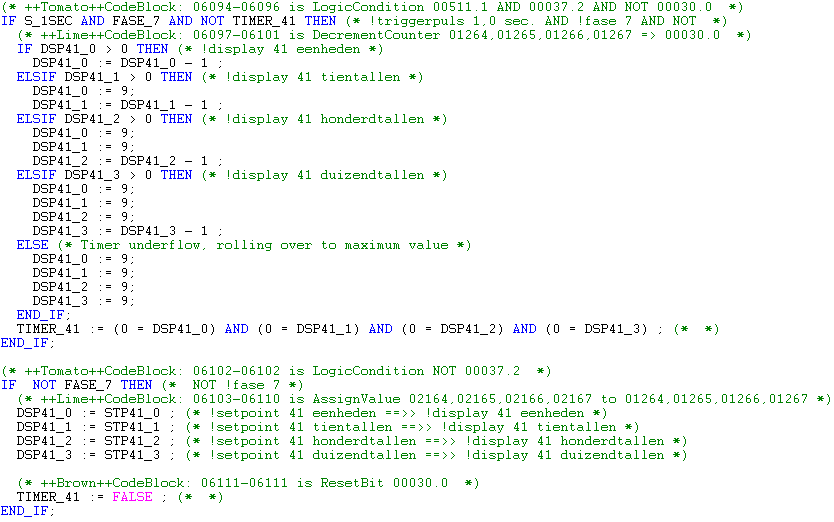 (* ++Tomato++CodeBlock: 06094-06096 is LogicCondition 00511.1 AND 00037.2 AND NOT 00030.0  *)
IF S_1SEC AND FASE_7 AND NOT TIMER_41 THEN (* !triggerpuls 1,0 sec. AND !fase 7 AND NOT  *)
  (* ++Lime++CodeBlock: 06097-06101 is DecrementCounter 01264,01265,01266,01267 => 00030.0  *)
  IF DSP41_0 > 0 THEN (* !display 41 eenheden *)
    DSP41_0 := DSP41_0 - 1 ;
  ELSIF DSP41_1 > 0 THEN (* !display 41 tientallen *)
    DSP41_0 := 9;
    DSP41_1 := DSP41_1 - 1 ;
  ELSIF DSP41_2 > 0 THEN (* !display 41 honderdtallen *)
    DSP41_0 := 9;
    DSP41_1 := 9;
    DSP41_2 := DSP41_2 - 1 ;
  ELSIF DSP41_3 > 0 THEN (* !display 41 duizendtallen *)
    DSP41_0 := 9;
    DSP41_1 := 9;
    DSP41_2 := 9;
    DSP41_3 := DSP41_3 - 1 ;
  ELSE (* Timer underflow, rolling over to maximum value *)
    DSP41_0 := 9;
    DSP41_1 := 9;
    DSP41_2 := 9;
    DSP41_3 := 9;
  END_IF;
  TIMER_41 := (0 = DSP41_0) AND (0 = DSP41_1) AND (0 = DSP41_2) AND (0 = DSP41_3) ; (*  *)
END_IF;

(* ++Tomato++CodeBlock: 06102-06102 is LogicCondition NOT 00037.2  *)
IF  NOT FASE_7 THEN (*  NOT !fase 7 *)
  (* ++Lime++CodeBlock: 06103-06110 is AssignValue 02164,02165,02166,02167 to 01264,01265,01266,01267 *)
  DSP41_0 := STP41_0 ; (* !setpoint 41 eenheden ==>> !display 41 eenheden *)
  DSP41_1 := STP41_1 ; (* !setpoint 41 tientallen ==>> !display 41 tientallen *)
  DSP41_2 := STP41_2 ; (* !setpoint 41 honderdtallen ==>> !display 41 honderdtallen *)
  DSP41_3 := STP41_3 ; (* !setpoint 41 duizendtallen ==>> !display 41 duizendtallen *)

  (* ++Brown++CodeBlock: 06111-06111 is ResetBit 00030.0  *)
  TIMER_41 := FALSE ; (*  *)
END_IF;